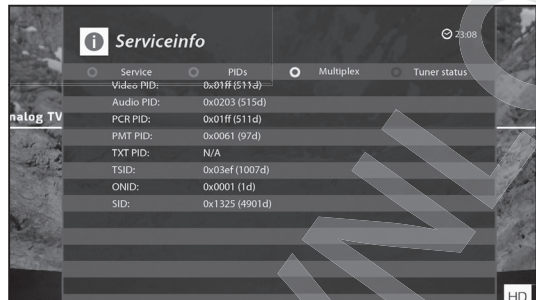 Serviceinfo
23:08
Service PIDs Multiplex Tuner status
Video PID: 0x01ff (511d)
nalog TV
Audio PID: 0x0203 (515d)
PCR PID: 0x01ff (511d)
PMT PID: 0x0061 (97d)
TXT PID: N/A
TSID: 0x03ef (1007d)
ONID: 0x0001 (1d)
SID: 0x1325 (4901d)
HD